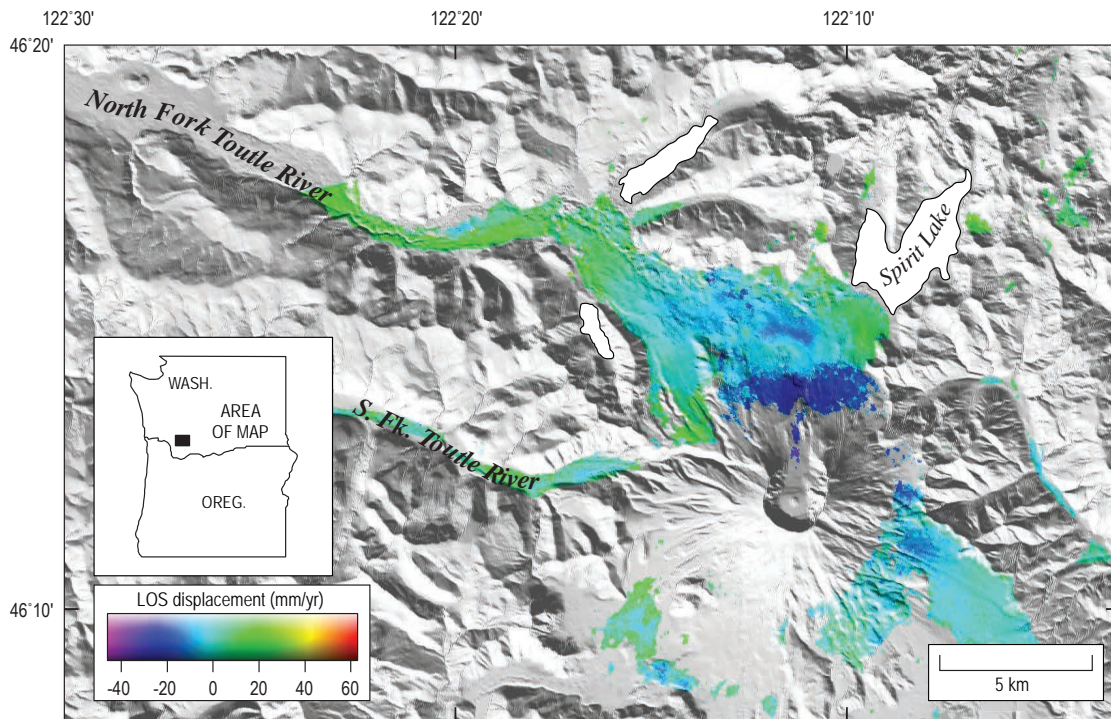 122˚30'
122˚20'
122˚10'
46˚20'
North Fork Toutle River
Spirit Lake
WASH.
AREA
OF MAP
OREG.
S. Fk. Toutle River
LOS displacement (mm/yr)
-40 -20 0 20 40 60
46˚10'
5 km